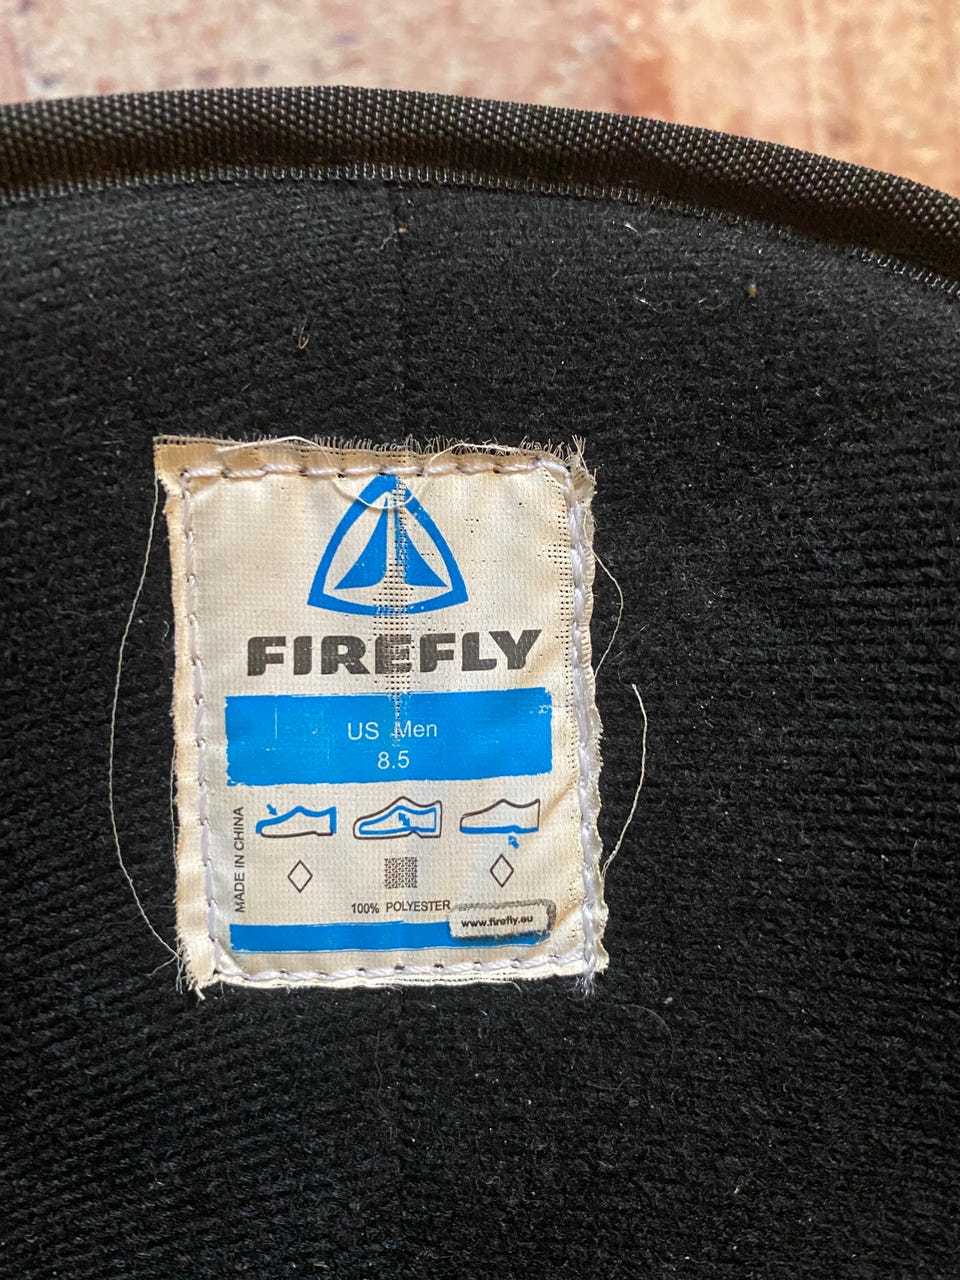 FIREFLY
US Men
8.5
MADE IN CHINA
100% POLYESTER
www.firefly.eu